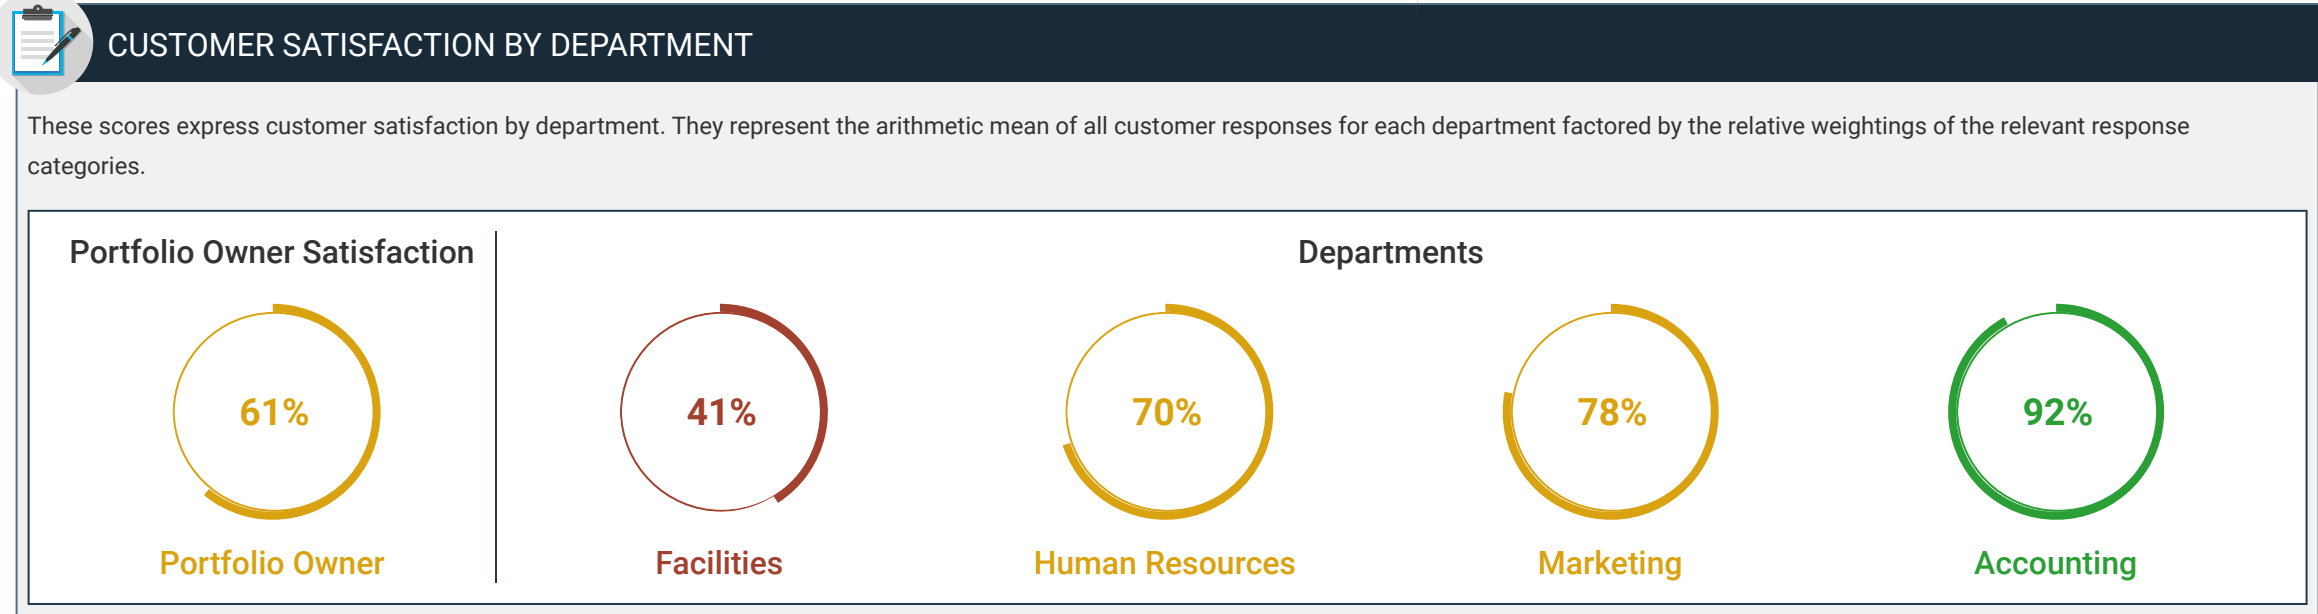 CUSTOMER SATISFACTION BY DEPARTMENT
These scores express customer satisfaction by department. They represent the arithmetic mean of all customer responses for each department factored by the relative weightings of the relevant response
categories.
Portfolio Owner Satisfaction
Departments
61%
41%
70%
78%
92%
Portfolio Owner
Facilities
Human Resources
Marketing
Accounting